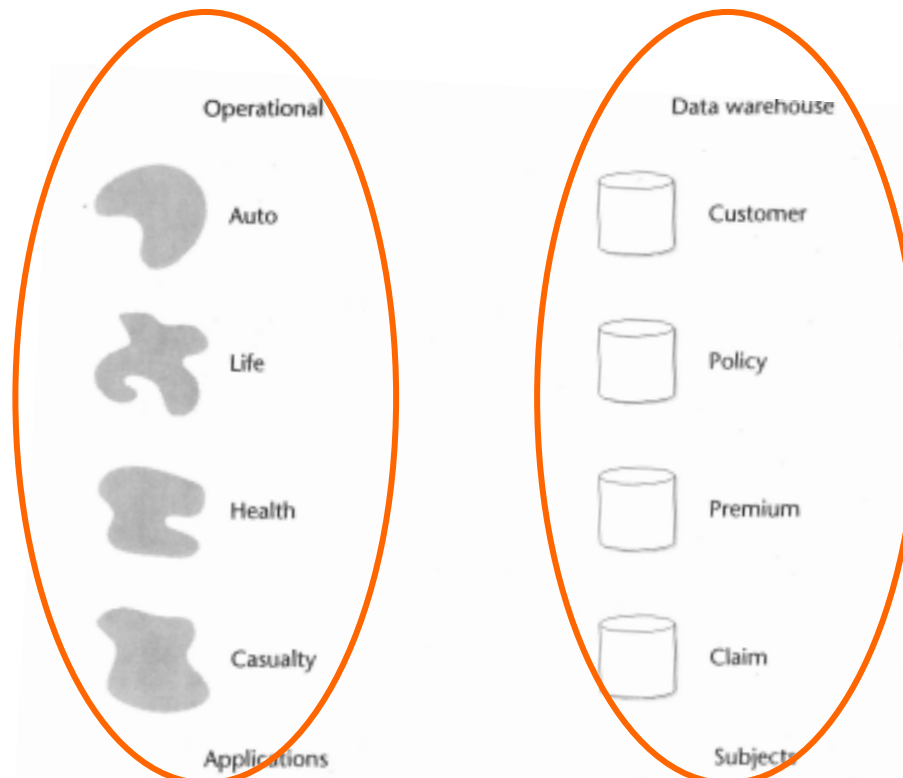 Operational
Auto
Life
Health
Casualty
Applications
Data warehouse
Customer
Policy
Premium
Claim
Subjects